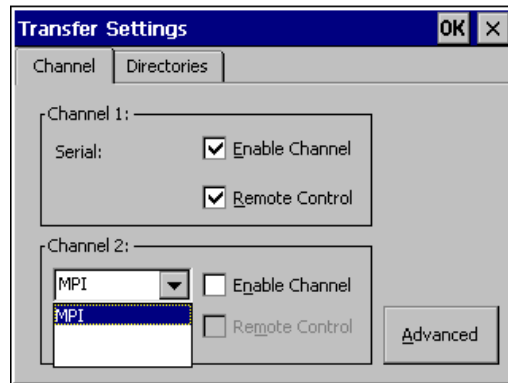 Transfer Settings OK ×
Channel Directories
Channel 1:
Serial: Enable Channel
Remote Control
Channel 2:
MPI Enable Channel
MPI
Remote Control
Advanced